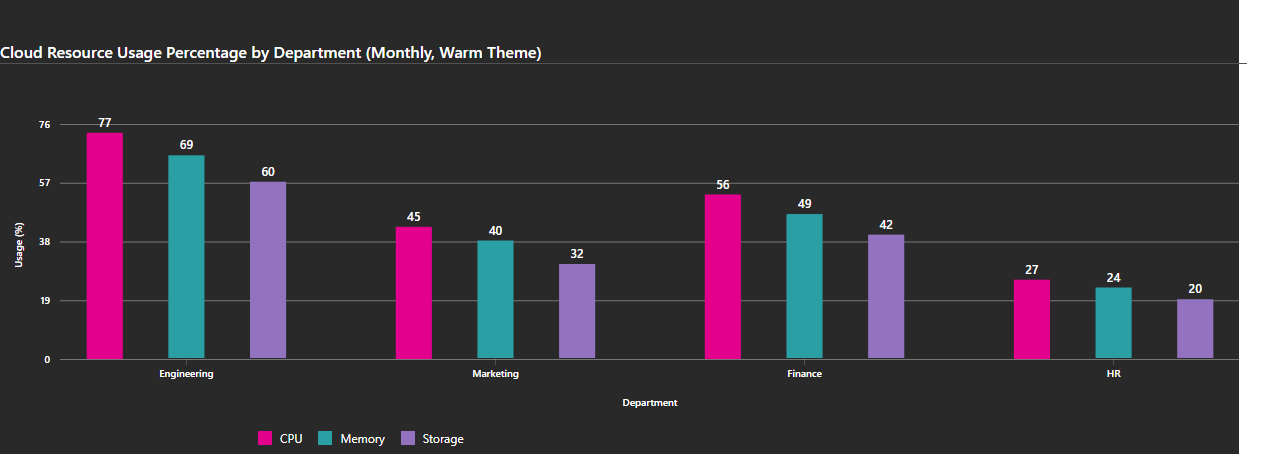 Cloud Resource Usage Percentage by Department (Monthly, Warm Theme)
76
57
38
19
0
Usage (%)
77
69
60
45
40
32
56
49
42
27
24
20
Engineering
Marketing
Finance
HR
Department
CPU
Memory
Storage